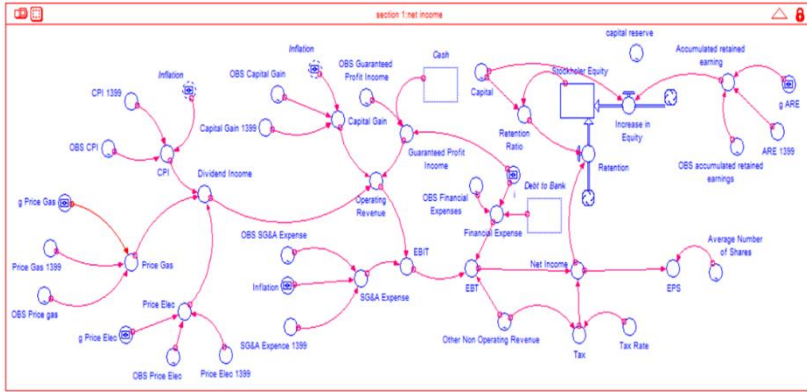 section 1:net income
capital reserve
Inflation
Cash
Accumulated retained
earning
CPI 1399
Inflation
OBS Capital Gain
OBS Guaranteed
Profit Income
Capital
Stockholer Equity
g ARE
OBS CPI
Capital Gain 1399
Capital Gain
Retention
Ratio
Increase in
Equity
ARE 1399
CPI
Guaranteed Profit
Income
Retention
OBS accumulated retained
earnings
Dividend Income
Operating
Revenue
OBS Financial
Expenses
i
Debt to Bank
g Price Gas
Financial Expense
OBS SG&A Expense
EBIT
Average Number
of Shares
Price Gas 1399
Price Gas
Inflation
SG&A Expense
EBT
Net Income
EPS
OBS Price gas
Price Elec
g Price Elec
SG&A Expence 1399
Other Non Operating Revenue
Tax
Tax Rate
OBS Price Elec
Price Elec 1399